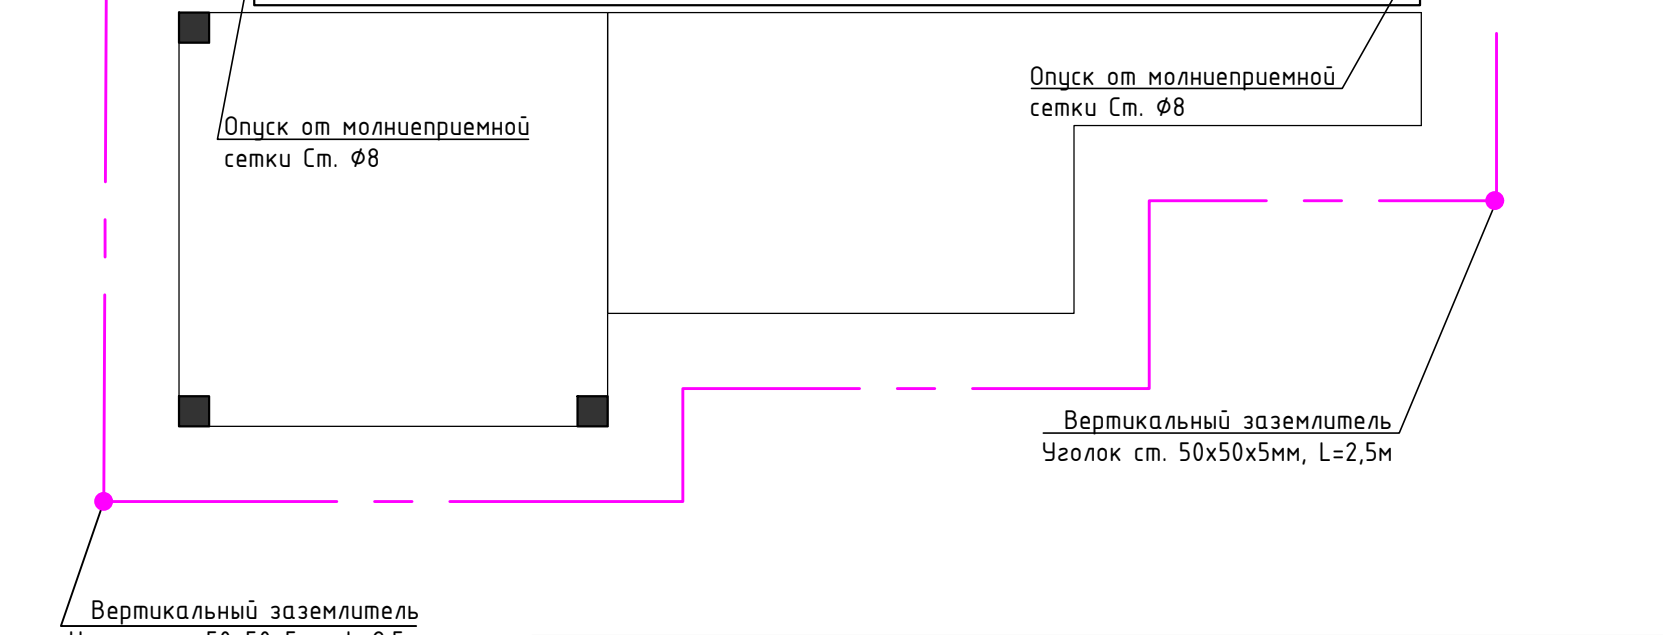 Опуск от молниеприемной
сетки Ст. Ø8
Опуск от молниеприемной
сетки Ст. Ø8
Вертикальный заземлитель
Уголок ст. 50х50х5мм, L=2,5м
Вертикальный заземлитель